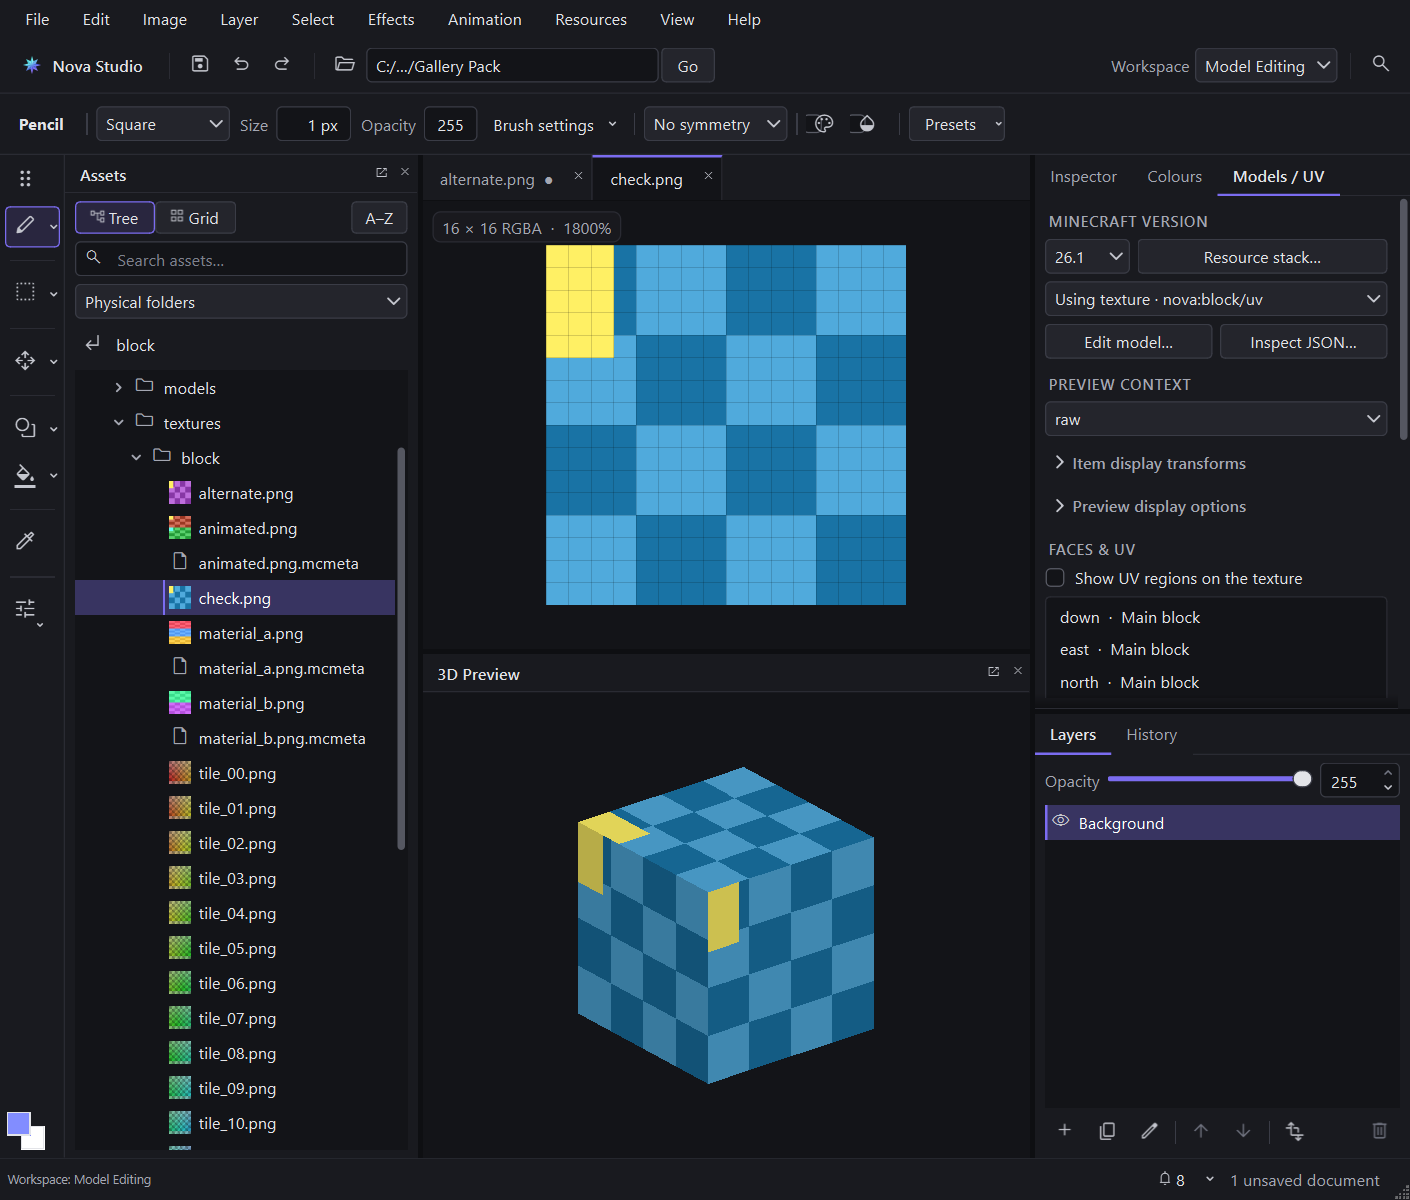 File Edit Image Layer Select Effects Animation Resources View Help
Nova Studio C:/.../Gallery Pack Go Workspace Model Editing
Pencil Square Size 1 px Opacity 255 Brush settings No symmetry Presets
Assets
Tree Grid A–Z
Search assets...
Physical folders
block
models
textures
block
alternate.png
animated.png
animated.png.mcmeta
check.png
material_a.png
material_a.png.mcmeta
material_b.png
material_b.png.mcmeta
tile_00.png
tile_01.png
tile_02.png
tile_03.png
tile_04.png
tile_05.png
tile_06.png
tile_07.png
tile_08.png
tile_09.png
tile_10.png
alternate.png ● check.png
16 × 16 RGBA · 1800%
3D Preview
Inspector Colours Models / UV
MINECRAFT VERSION
26.1 Resource stack...
Using texture · nova:block/uv
Edit model... Inspect JSON...
PREVIEW CONTEXT
raw
Item display transforms
Preview display options
FACES & UV
Show UV regions on the texture
down · Main block
east · Main block
north · Main block
Layers History
Opacity 255
Background
Workspace: Model Editing 8 1 unsaved document